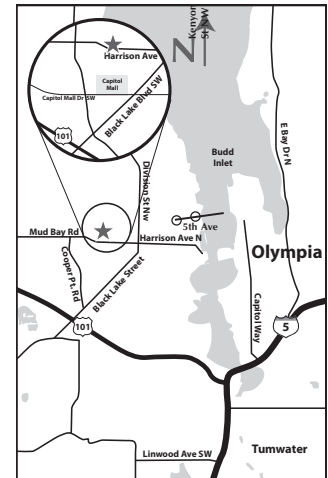 Kenyon
St NW
N
Harrison Ave
Capitol
Mall
Capitol Mall Dr SW
Black Lake Blvd SW
101
Division St Nw
Budd
Inlet
E Bay Dr N
5th Ave
Mud Bay Rd
Harrison Ave N
Olympia
Cooper Pt. Rd
Black Lake Street
Capitol Way
101
5
Linwood Ave SW
Tumwater